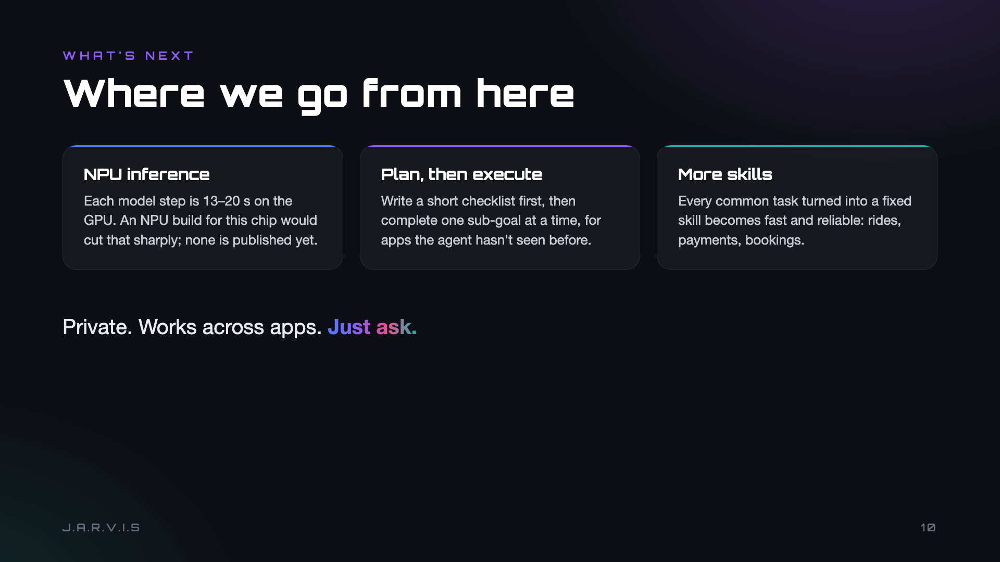 WHAT'S NEXT
Where we go from here
NPU inference
Each model step is 13–20 s on the
GPU. An NPU build for this chip would
cut that sharply; none is published yet.
Plan, then execute
Write a short checklist first, then
complete one sub-goal at a time, for
apps the agent hasn't seen before.
More skills
Every common task turned into a fixed
skill becomes fast and reliable: rides,
payments, bookings.
Private. Works across apps. Just ask.
J.A.R.V.I.S
10